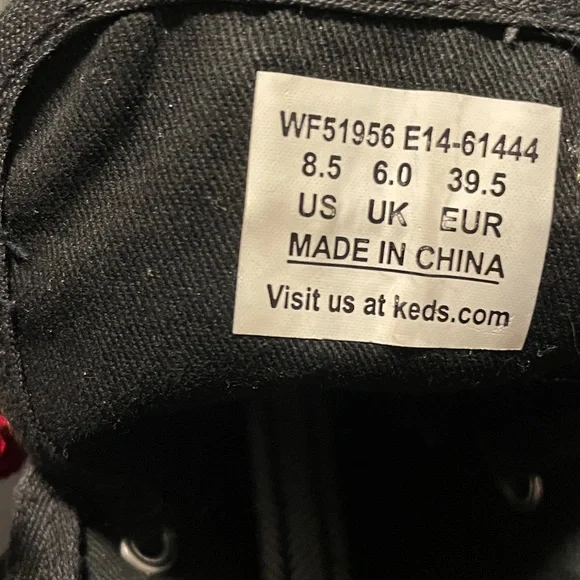 WF51956 E14-61444
8.5 6.0 39.5
US UK EUR
MADE IN CHINA
Visit us at keds.com